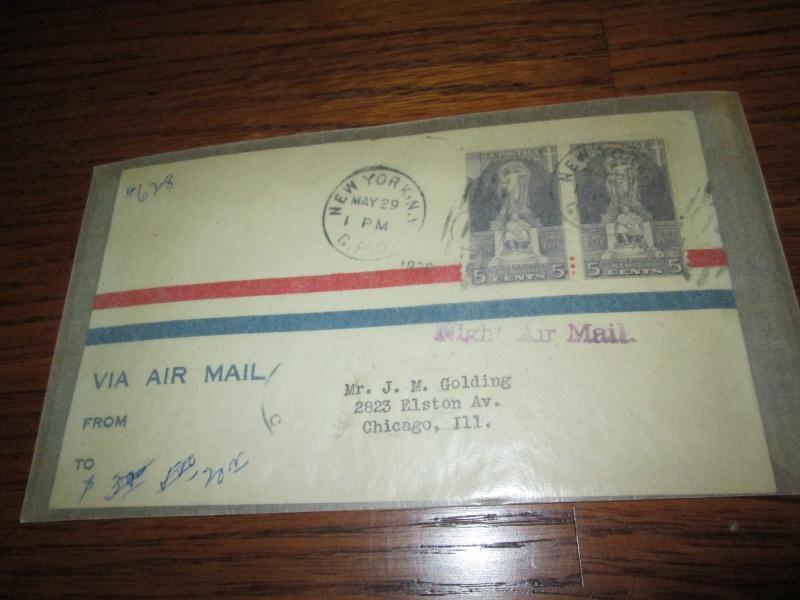 #628
NEW YORK, N.Y.
MAY 29
1 PM
G.P.O.
U.S. POSTAGE
5 CENTS 5
U.S. POSTAGE
5 CENTS 5
Night Air Mail.
VIA AIR MAIL
Mr. J. M. Golding
2823 Elston Av.
Chicago, Ill.
FROM
TO